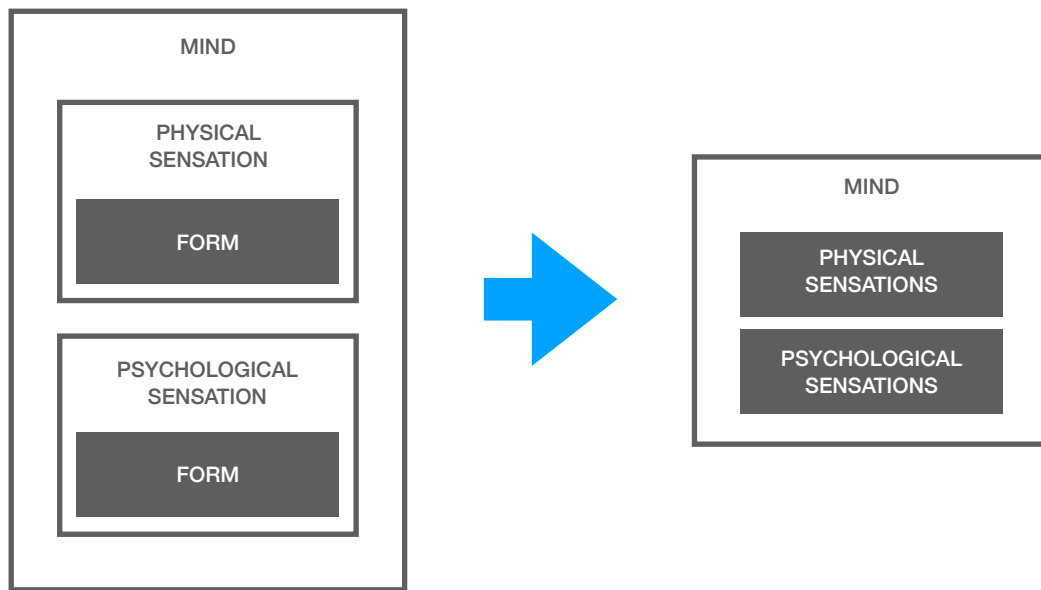 MIND
PHYSICAL
SENSATION
FORM
PSYCHOLOGICAL
SENSATION
FORM
MIND
PHYSICAL
SENSATIONS
PSYCHOLOGICAL
SENSATIONS